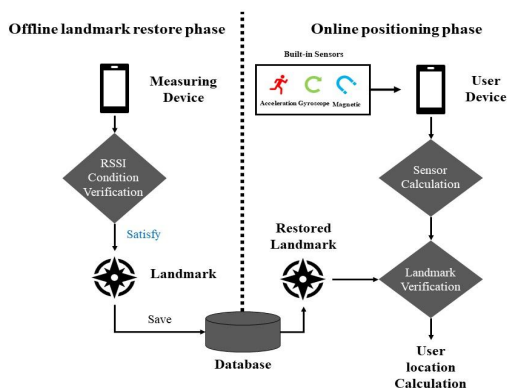 Offline landmark restore phase
Measuring
Device
RSSI
Condition
Verification
Satisfy
Landmark
Save
Database
Online positioning phase
Built-in Sensors
Acceleration Gyroscope Magnetic
User
Device
Sensor
Calculation
Restored
Landmark
Landmark
Verification
User
location
Calculation